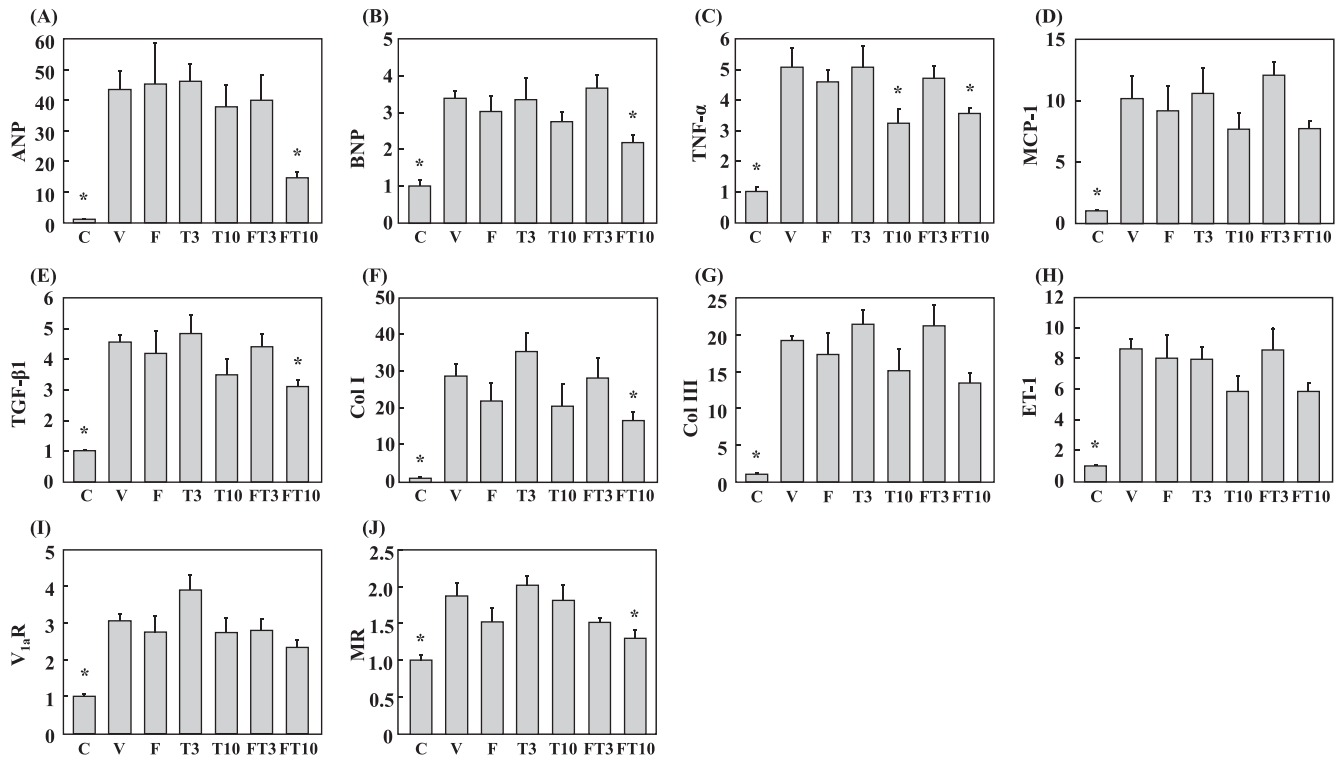 (A)
ANP
60
50
40
30
20
10
0
*
*
C V F T3 T10 FT3 FT10
(B)
BNP
5
4
3
2
1
0
*
*
C V F T3 T10 FT3 FT10
(C)
TNF-α
6
5
4
3
2
1
0
*
*
*
C V F T3 T10 FT3 FT10
(D)
MCP-1
15
10
5
0
*
C V F T3 T10 FT3 FT10
(E)
TGF-β1
6
5
4
3
2
1
0
*
*
C V F T3 T10 FT3 FT10
(F)
Col I
50
40
30
20
10
0
*
*
C V F T3 T10 FT3 FT10
(G)
Col III
25
20
15
10
5
0
*
C V F T3 T10 FT3 FT10
(H)
ET-1
12
10
8
6
4
2
0
*
C V F T3 T10 FT3 FT10
(I)
V1aR
5
4
3
2
1
0
*
C V F T3 T10 FT3 FT10
(J)
MR
2.5
2.0
1.5
1.0
0.5
0
*
*
C V F T3 T10 FT3 FT10